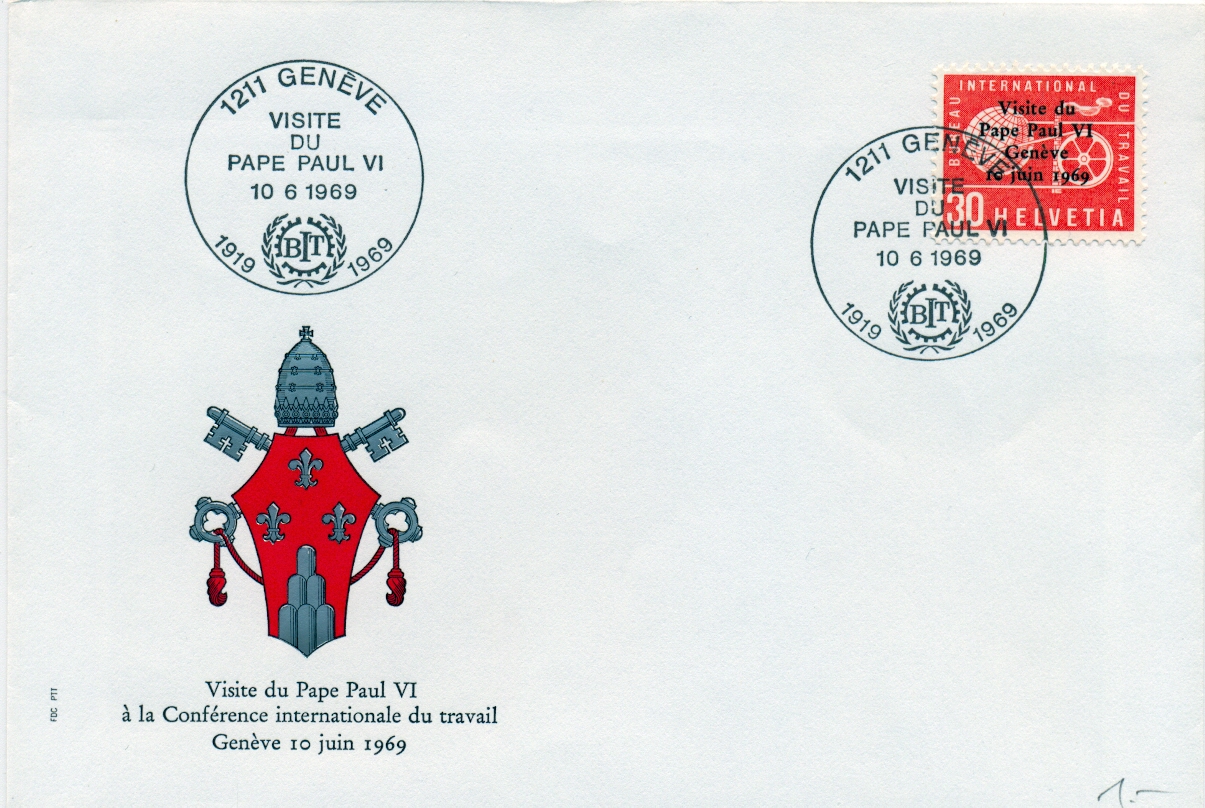 1211 GENÈVE
VISITE
DU
PAPE PAUL VI
10 6 1969
BIT
1919 1969
BUREAU INTERNATIONAL DU TRAVAIL
Visite du
Pape Paul VI
Genève
10 juin 1969
30 HELVETIA
1211 GENÈVE
VISITE
DU
PAPE PAUL VI
10 6 1969
BIT
1919 1969
Visite du Pape Paul VI
à la Conférence internationale du travail
Genève 10 juin 1969
FDC PTT
1.-